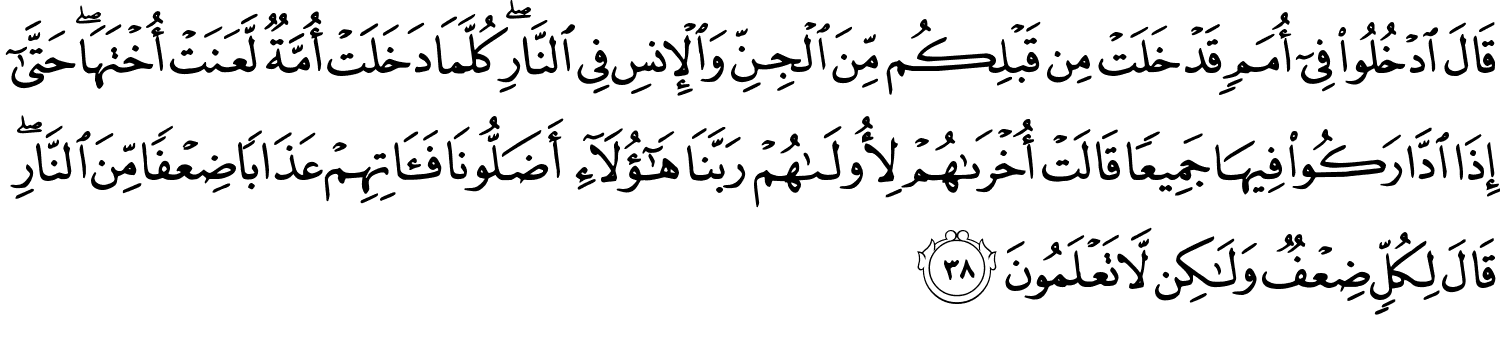 قَالَ ٱدۡخُلُواْ فِيٓ أُمَمٖ قَدۡ خَلَتۡ مِن قَبۡلِكُم مِّنَ ٱلۡجِنِّ وَٱلۡإِنسِ فِي ٱلنَّارِۖ كُلَّمَا دَخَلَتۡ أُمَّةٞ لَّعَنَتۡ أُخۡتَهَاۖ حَتَّىٰٓ
إِذَا ٱدَّارَكُواْ فِيهَا جَمِيعٗا قَالَتۡ أُخۡرَىٰهُمۡ لِأُولَىٰهُمۡ رَبَّنَا هَٰٓؤُلَآءِ أَضَلُّونَا فَـَٔاتِهِمۡ عَذَابٗا ضِعۡفٗا مِّنَ ٱلنَّارِۖ
قَالَ لِكُلّٖ ضِعۡفٞ وَلَٰكِن لَّا تَعۡلَمُونَ ٣٨